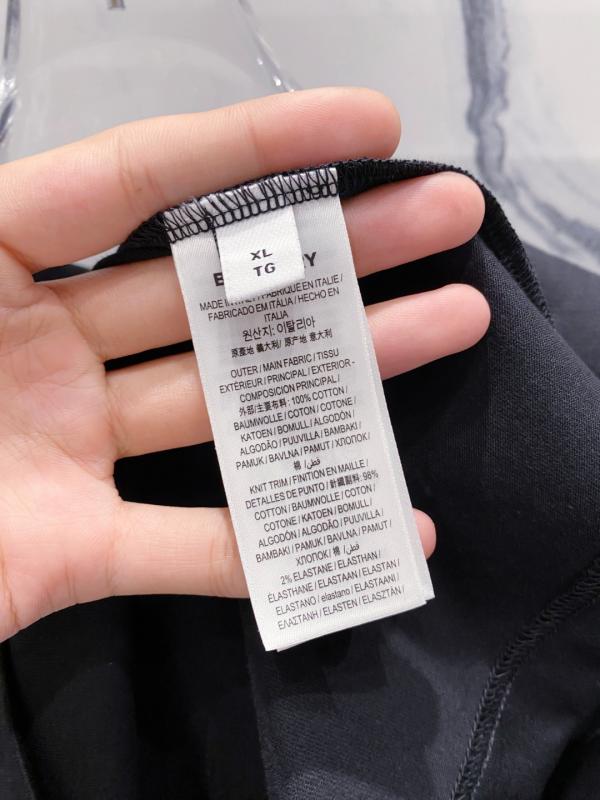 XL
TG
MADE IN ITALY / FABRIQUÉ EN ITALIE /
FABRICADO EM ITÁLIA / HECHO EN
ITALIA
원산지: 이탈리아
原產地 義大利 / 原产地 意大利
OUTER / MAIN FABRIC / TISSU
EXTÉRIEUR PRINCIPAL / EXTERIOR -
COMPOSICIÓN PRINCIPAL /
外部/主要布料: 100% COTTON /
BAUMWOLLE / COTON / COTONE /
KATOEN / BOMULL / ALGODÓN /
ALGODÃO / PUUVILLA / BAMBAKI /
PAMUK / BAVLNA / PAMUT / ХЛОПОК /
棉 / قطن
KNIT TRIM / FINITION EN MAILLE /
DETALLES DE PUNTO / 針織副料: 98%
COTTON / BAUMWOLLE / COTON /
COTONE / KATOEN / BOMULL /
ALGODÓN / ALGODÃO / PUUVILLA /
BAMBAKI / PAMUK / BAVLNA / PAMUT /
ХЛОПОК / 棉 / قطن
2% ELASTANE / ELASTHAN /
ÉLASTHANNE / ELASTAAN / ELASTAN /
ELASTANO / elastano / ELASTAANI /
ΕΛΑΣΤΑΝΗ / ELASTEN / ELASZTÁN /